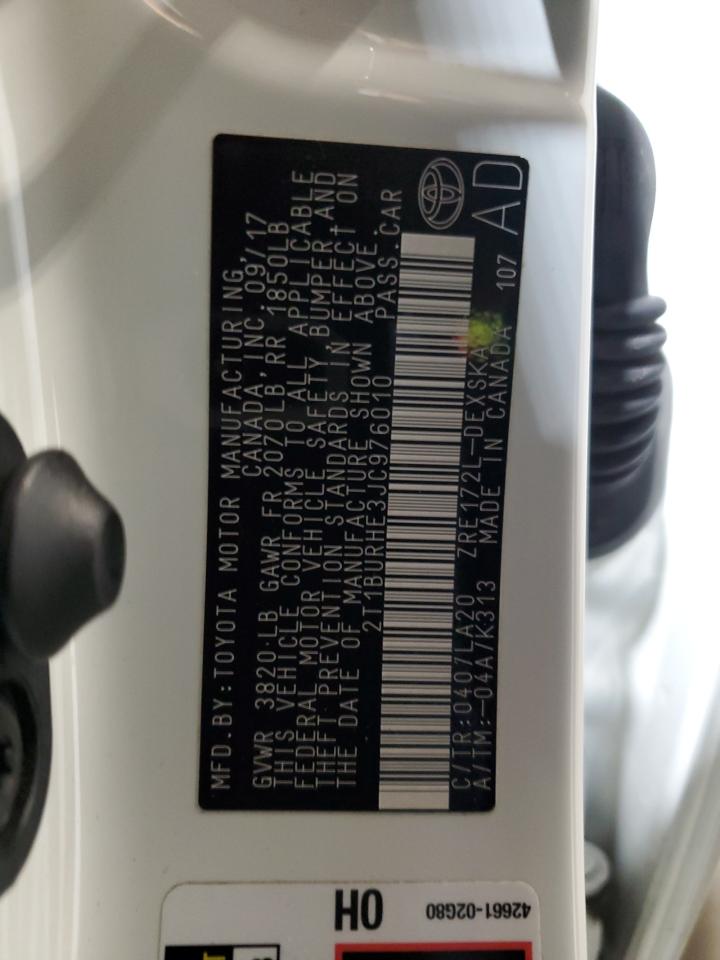 MFD.BY:TOYOTA MOTOR MANUFACTURING,
CANADA,INC. 09/17
GVWR 3820 LB GAWR FR 2070LB,RR 1850LB
THIS VEHICLE CONFORMS TO ALL APPLICABLE
FEDERAL MOTOR VEHICLE SAFETY,BUMPER,AND
THEFT PREVENTION STANDARDS IN EFFECT ON
THE DATE OF MANUFACTURE SHOWN ABOVE.
2T1BURHE3JC976010 PASS.CAR
C/TR:0407LA20 ZRE172L-DEXSKA
A/TM:-04A/K313 MADE IN CANADA 107
AD
OH
42661-02G80